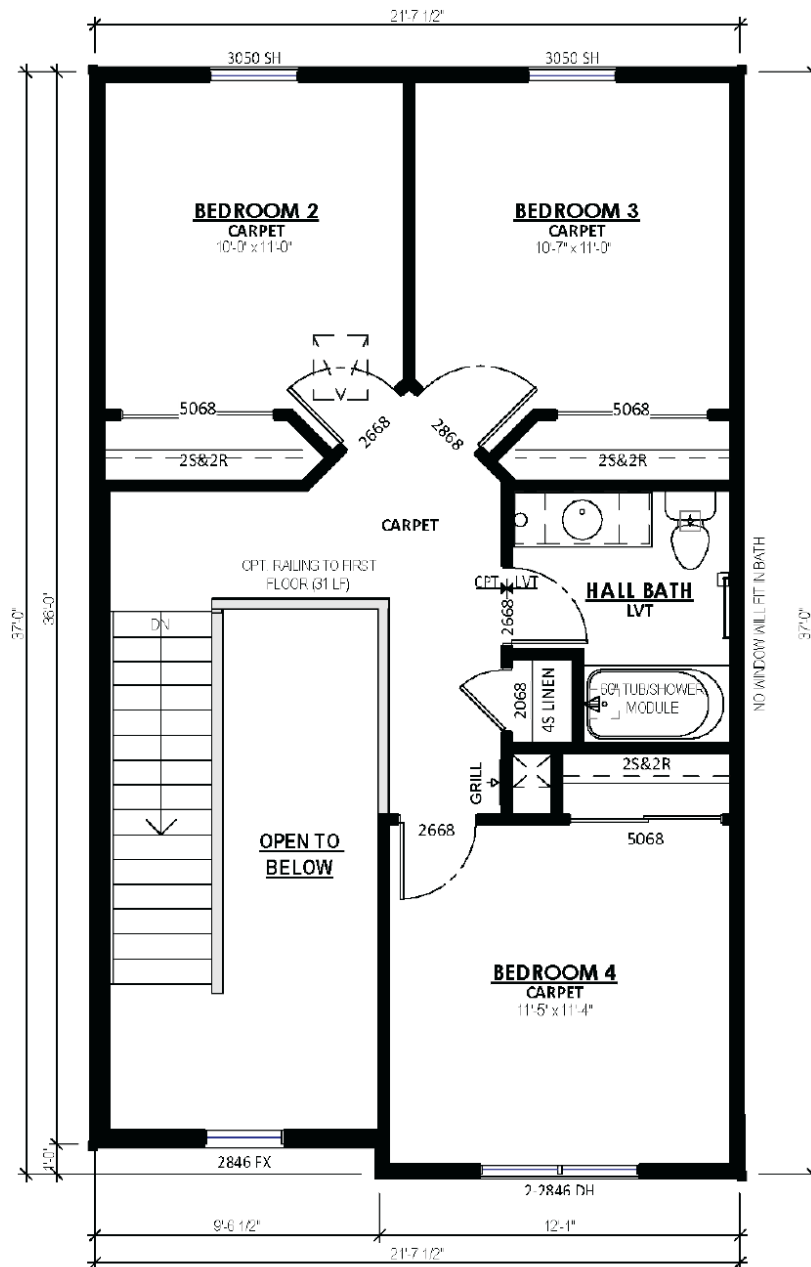 21'-7 1/2"
3050 SH
3050 SH
BEDROOM 2
CARPET
10'-0" x 11'-0"
BEDROOM 3
CARPET
10'-7" x 11'-0"
5068
2668
2868
5068
2S&2R
2S&2R
CARPET
CPT. RAILING TO FIRST
FLOOR (31 LF)
CPT
LVT
2668
HALL BATH
LVT
NO WINDOW WILL FIT IN BATH
37'-0"
36'-0"
37'-0"
DN
2068
4S LINEN
60" TUB/SHOWER
MODULE
GRILL
2S&2R
2668
5068
OPEN TO
BELOW
BEDROOM 4
CARPET
11'-5" x 11'-4"
1'-0"
2846 FX
2-2846 DH
9'-6 1/2"
12'-1"
21'-7 1/2"